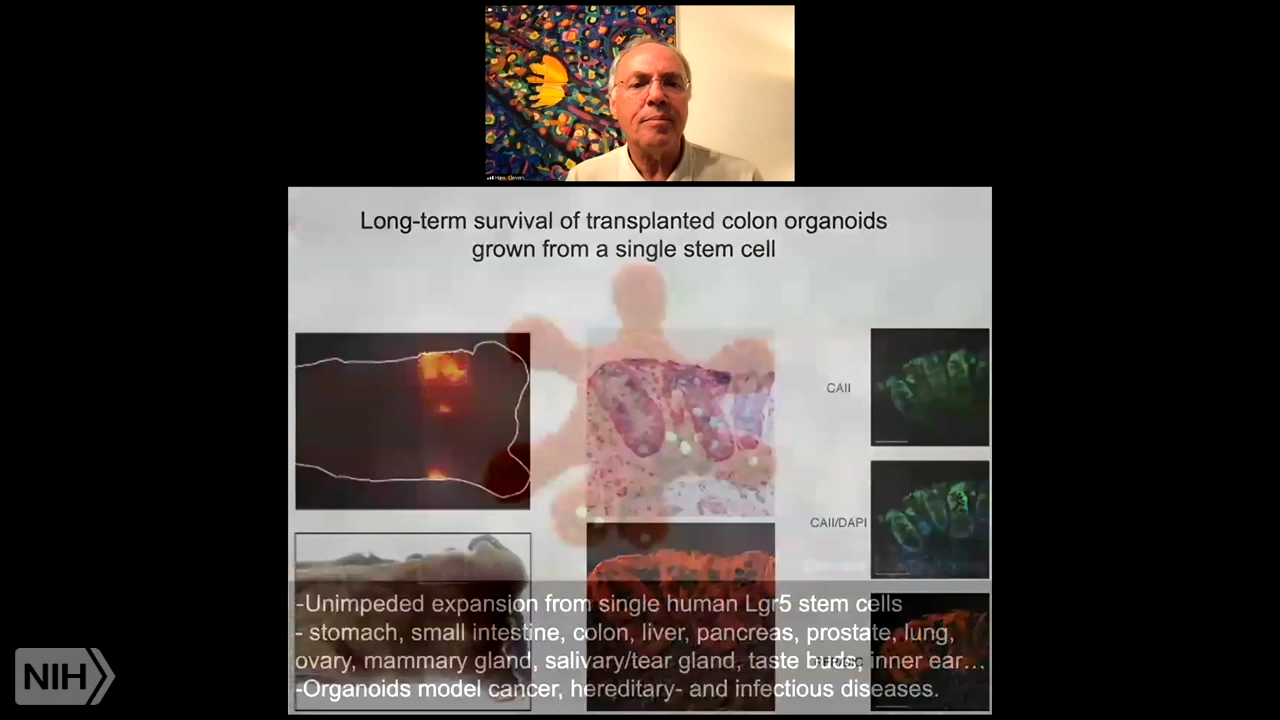 Hans Clevers
Long-term survival of transplanted colon organoids
grown from a single stem cell
CAII
CAII/DAPI
-Unimpeded expansion from single human Lgr5 stem cells
- stomach, small intestine, colon, liver, pancreas, prostate, lung,
ovary, mammary gland, salivary/tear gland, taste buds, inner ear…
-Organoids model cancer, hereditary- and infectious diseases.
NIH